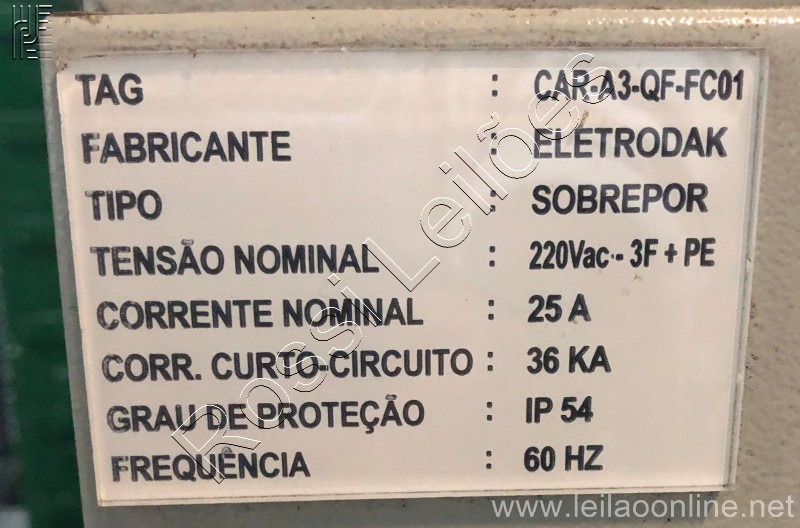 TAG : CAR-A3-QF-FC01
FABRICANTE : ELETRODAK
TIPO : SOBREPOR
TENSÃO NOMINAL : 220Vac - 3F + PE
CORRENTE NOMINAL : 25 A
CORR. CURTO-CIRCUITO : 36 KA
GRAU DE PROTEÇÃO : IP 54
FREQUÊNCIA : 60 HZ
Rossi Leilões
www.leilaoonline.net